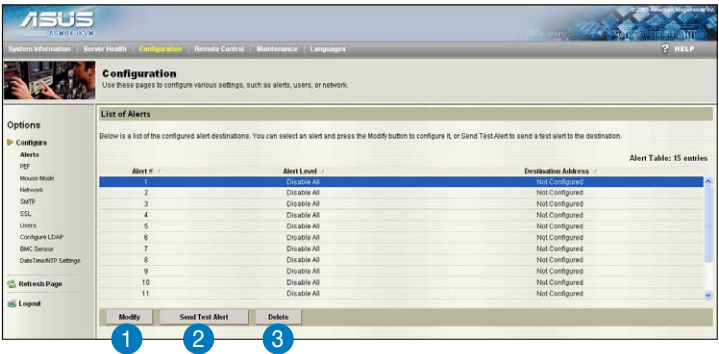 © 2008 American Megatrends Inc
ASUS
ASMB4-IKVM
System Information Server Health Configuration Remote Control Maintenance Languages
? HELP
Configuration
Use these pages to configure various settings, such as alerts, users, or network.
Options
Configure
Alerts
PEF
Mouse Mode
Network
SMTP
SSL
Users
Configure LDAP
BMC Sensor
DateTime/NTP Settings
Refresh Page
Logout
List of Alerts
Below is a list of the configured alert destinations. You can select an alert and press the Modify button to configure it, or Send Test Alert to send a test alert to the destination.
Alert Table: 15 entries
Alert # Alert Level Destination Address
1 Disable All Not Configured
2 Disable All Not Configured
3 Disable All Not Configured
4 Disable All Not Configured
5 Disable All Not Configured
6 Disable All Not Configured
7 Disable All Not Configured
8 Disable All Not Configured
9 Disable All Not Configured
10 Disable All Not Configured
11 Disable All Not Configured
Modify Send Test Alert Delete
1 2 3